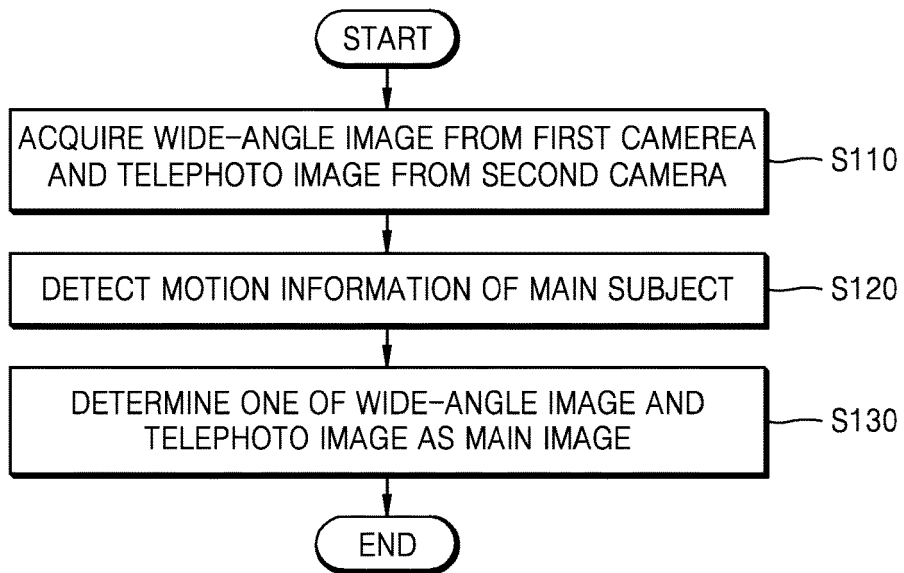 START
ACQUIRE WIDE-ANGLE IMAGE FROM FIRST CAMEREA
AND TELEPHOTO IMAGE FROM SECOND CAMERA
S110
DETECT MOTION INFORMATION OF MAIN SUBJECT
S120
DETERMINE ONE OF WIDE-ANGLE IMAGE AND
TELEPHOTO IMAGE AS MAIN IMAGE
S130
END